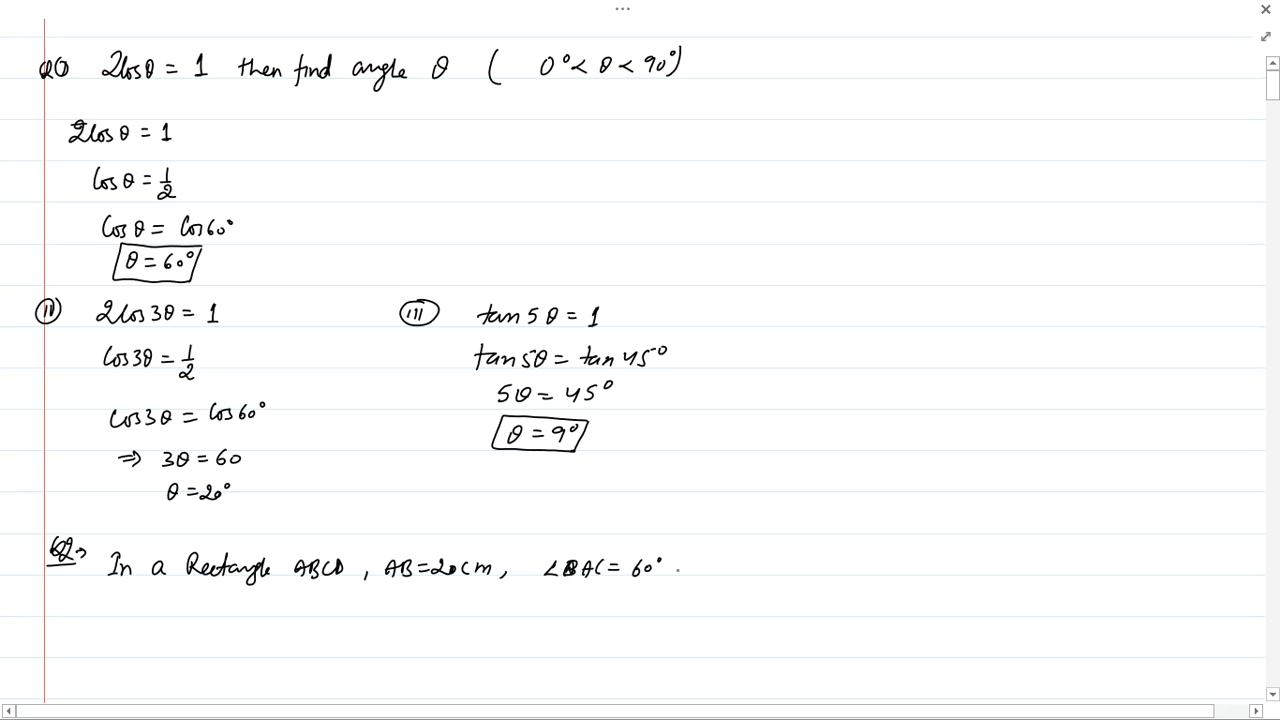 Q① 2Cosθ = 1 then find angle θ ( 0° < θ < 90°)
2Cosθ = 1
Cosθ = 1/2
Cosθ = Cos60°
θ = 60°
(ii) 2Cos3θ = 1
Cos3θ = 1/2
Cos3θ = Cos60°
⇒ 3θ = 60
θ = 20°
(iii) tan5θ = 1
tan5θ = tan45°
5θ = 45°
θ = 9°
Q2→ In a Rectangle ABCD, AB=20cm, ∠BAC = 60°.